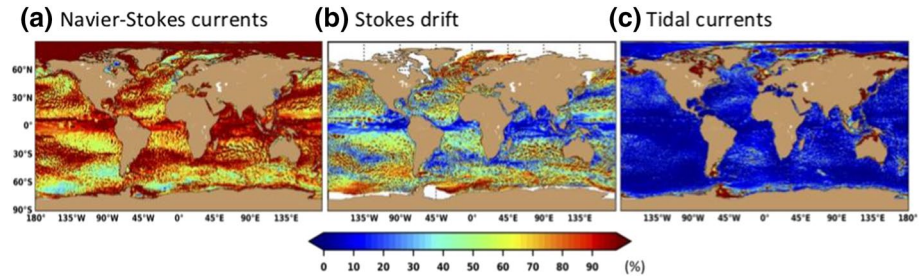 (a) Navier-Stokes currents (b) Stokes drift (c) Tidal currents
60°N
30°N
0°
30°S
60°S
90°S
180° 135°W 90°W 45°W 0° 45°E 90°E 135°E 135°W 90°W 45°W 0° 45°E 90°E 135°E 135°W 90°W 45°W 0° 45°E 90°E 135°E 180°
0 10 20 30 40 50 60 70 80 90 (%)